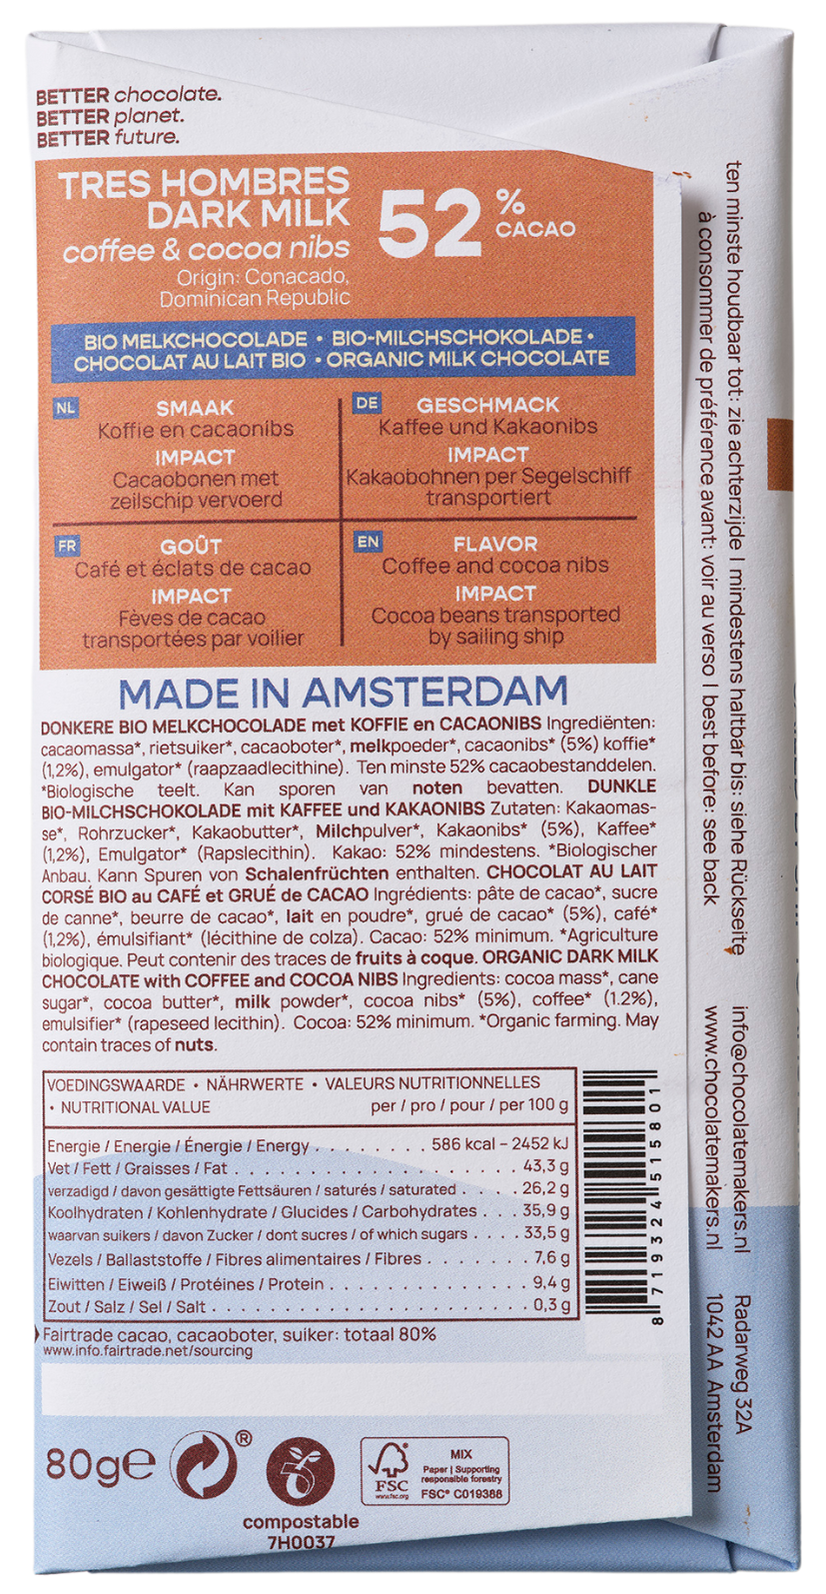 BETTER chocolate.
BETTER planet.
BETTER future.
TRES HOMBRES
DARK MILK
coffee & cocoa nibs
Origin: Conacado,
Dominican Republic
52 %
CACAO
BIO MELKCHOCOLADE • BIO-MILCHSCHOKOLADE •
CHOCOLAT AU LAIT BIO • ORGANIC MILK CHOCOLATE
NL
SMAAK
Koffie en cacaonibs
IMPACT
Cacaobonen met
zeilschip vervoerd
DE
GESCHMACK
Kaffee und Kakaonibs
IMPACT
Kakaobohnen per Segelschiff
transportiert
FR
GOÛT
Café et éclats de cacao
IMPACT
Fèves de cacao
transportées par voilier
EN
FLAVOR
Coffee and cocoa nibs
IMPACT
Cocoa beans transported
by sailing ship
MADE IN AMSTERDAM
DONKERE BIO MELKCHOCOLADE met KOFFIE en CACAONIBS Ingrediënten:
cacaomassa*, rietsuiker*, cacaoboter*, melkpoeder*, cacaonibs* (5%) koffie*
(1,2%), emulgator* (raapzaadlecithine). Ten minste 52% cacaobestanddelen.
*Biologische teelt. Kan sporen van noten bevatten. DUNKLE
BIO-MILCHSCHOKOLADE mit KAFFEE und KAKAONIBS Zutaten: Kakaomas-
se*, Rohrzucker*, Kakaobutter*, Milchpulver*, Kakaonibs* (5%), Kaffee*
(1,2%), Emulgator* (Rapslecithin). Kakao: 52% mindestens. *Biologischer
Anbau. Kann Spuren von Schalenfrüchten enthalten. CHOCOLAT AU LAIT
CORSÉ BIO au CAFÉ et GRUÉ de CACAO Ingrédients: pâte de cacao*, sucre
de canne*, beurre de cacao*, lait en poudre*, grué de cacao* (5%), café*
(1,2%), émulsifiant* (lécithine de colza). Cacao: 52% minimum. *Agriculture
biologique. Peut contenir des traces de fruits à coque. ORGANIC DARK MILK
CHOCOLATE with COFFEE and COCOA NIBS Ingredients: cocoa mass*, cane
sugar*, cocoa butter*, milk powder*, cocoa nibs* (5%), coffee* (1.2%),
emulsifier* (rapeseed lecithin). Cocoa: 52% minimum. *Organic farming. May
contain traces of nuts.
VOEDINGSWAARDE • NÄHRWERTE • VALEURS NUTRITIONNELLES
• NUTRITIONAL VALUE per / pro / pour / per 100 g
Energie / Energie / Énergie / Energy . . . . . . . . 586 kcal – 2452 kJ
Vet / Fett / Graisses / Fat . . . . . . . . . . . . . . . . . . . . 43,3 g
verzadigd / davon gesättigte Fettsäuren / saturés / saturated . . . . . 26,2 g
Koolhydraten / Kohlenhydrate / Glucides / Carbohydrates . . . 35,9 g
waarvan suikers / davon Zucker / dont sucres / of which sugars . . . . 33,5 g
Vezels / Ballaststoffe / Fibres alimentaires / Fibres . . . . . . . 7,6 g
Eiwitten / Eiweiß / Protéines / Protein . . . . . . . . . . . . . . 9,4 g
Zout / Salz / Sel / Salt . . . . . . . . . . . . . . . . . . . . . . 0,3 g
8 719324 515801
Fairtrade cacao, cacaoboter, suiker: totaal 80%
www.info.fairtrade.net/sourcing
80g℮
®
compostable
7H0037
FSC
www.fsc.org
MIX
Paper | Supporting
responsible forestry
FSC® C019388
ten minste houdbaar tot: zie achterzijde | mindestens haltbar bis: siehe Rückseite
à consommer de préférence avant: voir au verso | best before: see back
info@chocolatemakers.nl
www.chocolatemakers.nl
Radarweg 32A
1042 AA Amsterdam